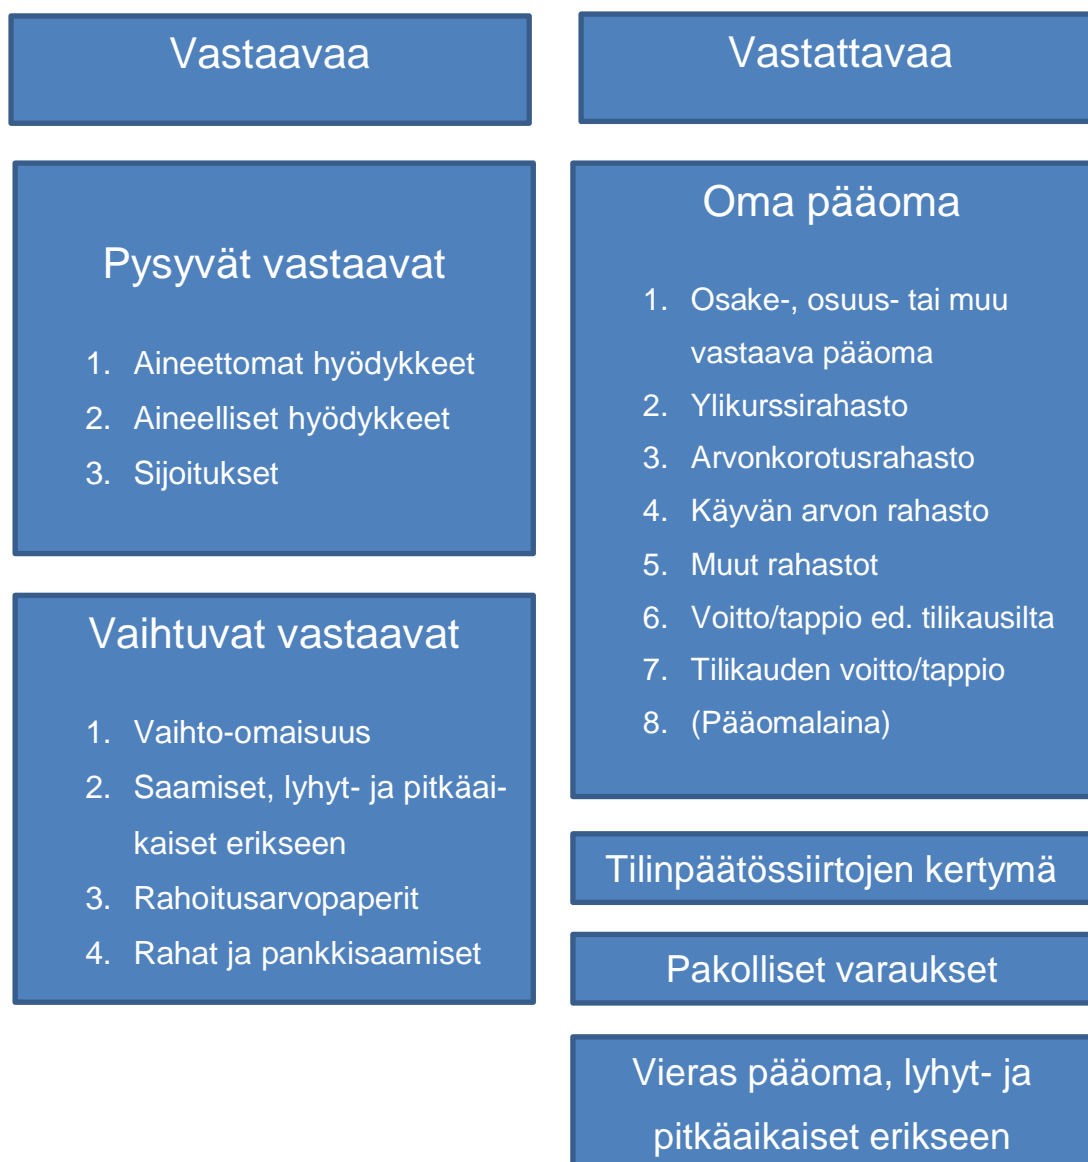 Vastaavaa
Pysyvät vastaavat
1. Aineettomat hyödykkeet
2. Aineelliset hyödykkeet
3. Sijoitukset
Vaihtuvat vastaavat
1. Vaihto-omaisuus
2. Saamiset, lyhyt- ja pitkäai-
kaiset erikseen
3. Rahoitusarvopaperit
4. Rahat ja pankkisaamiset
Vastattavaa
Oma pääoma
1. Osake-, osuus- tai muu
vastaava pääoma
2. Ylikurssirahasto
3. Arvonkorotusrahasto
4. Käyvän arvon rahasto
5. Muut rahastot
6. Voitto/tappio ed. tilikausilta
7. Tilikauden voitto/tappio
8. (Pääomalaina)
Tilinpäätössiirtojen kertymä
Pakolliset varaukset
Vieras pääoma, lyhyt- ja
pitkäaikaiset erikseen